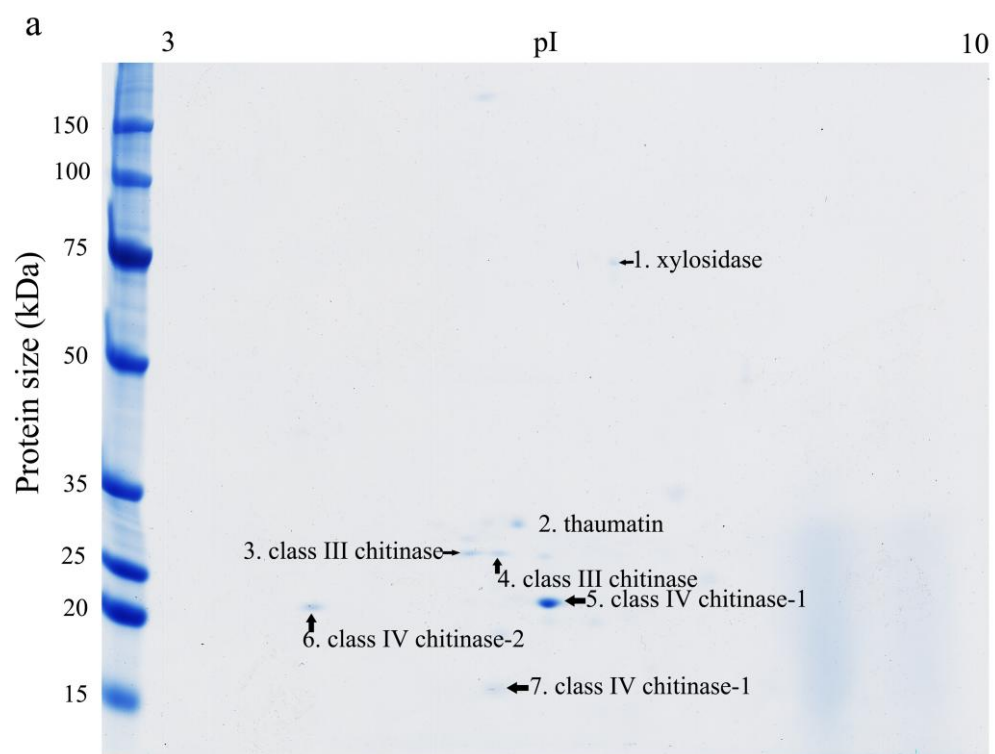 a
3 pI 10
150
100
75
1. xylosidase
50
35
2. thaumatin
25
3. class III chitinase
4. class III chitinase
20
5. class IV chitinase-1
6. class IV chitinase-2
15
7. class IV chitinase-1
Protein size (kDa)